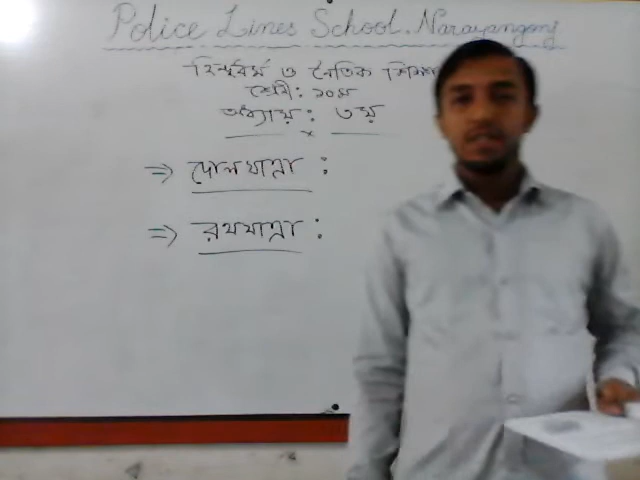 Police Lines School, Narayanganj
হিন্দুধর্ম ও নৈতিক শিক্ষা
শ্রেণী: ১০ম
অধ্যায়: ৩য়
x
⇒ দোলযাত্রা :
⇒ রথযাত্রা :